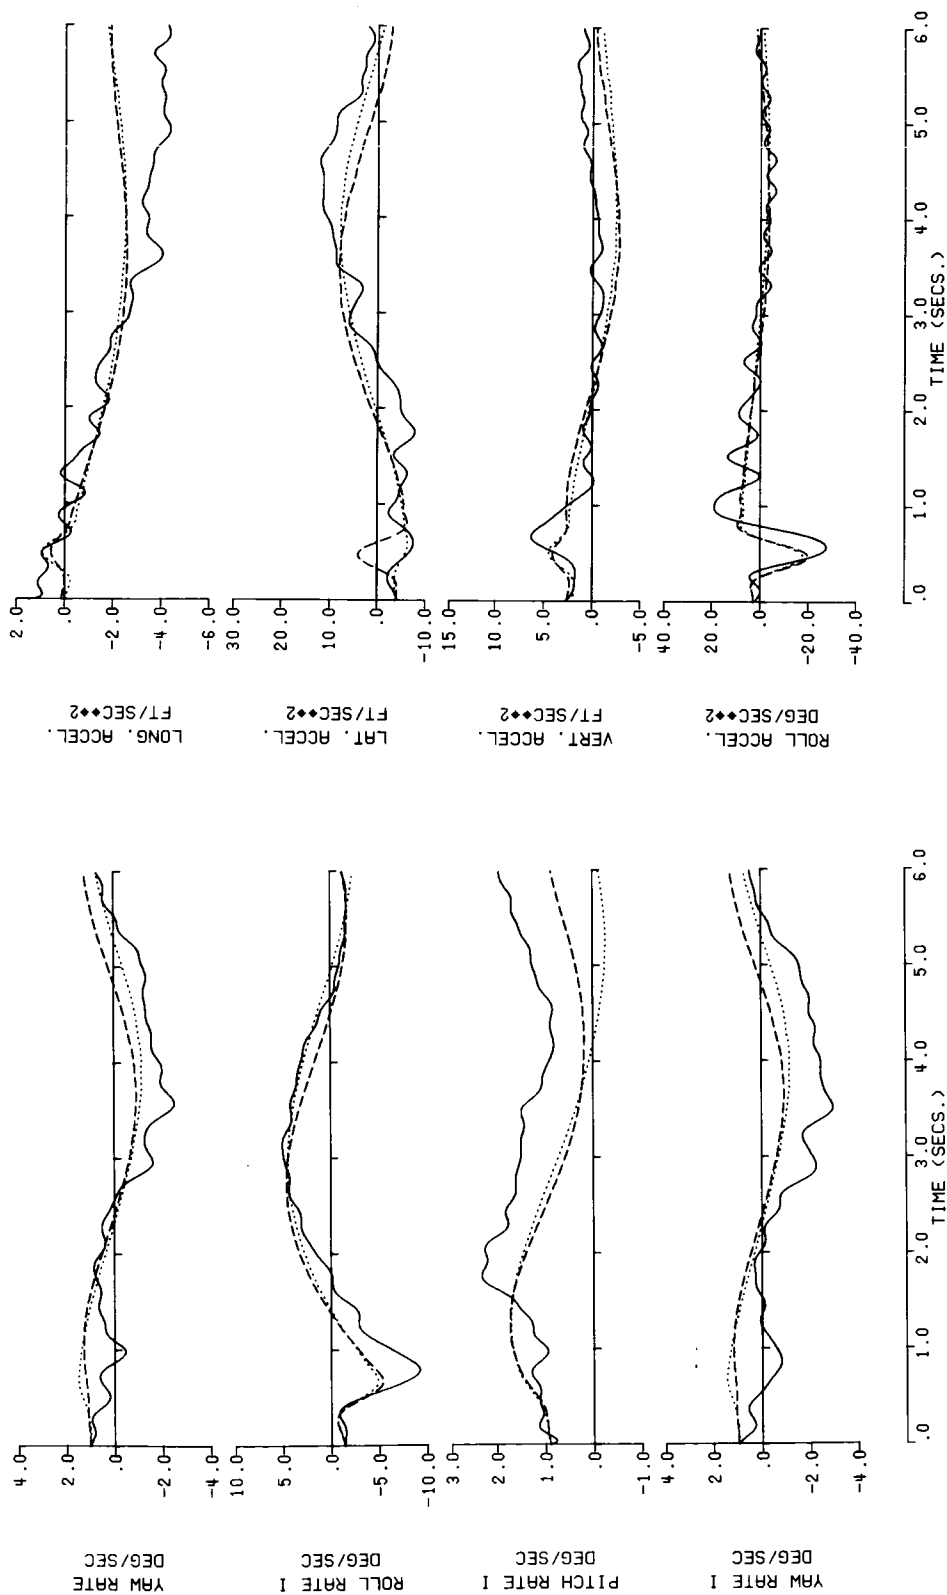 2.0
.0
-2.0
-4.0
-6.0
LONG. ACCEL.
FT/SEC◆◆2
30.0
20.0
10.0
.0
-10.0
LAT. ACCEL.
FT/SEC◆◆2
15.0
10.0
5.0
.0
-5.0
VERT. ACCEL.
FT/SEC◆◆2
40.0
20.0
.0
-20.0
-40.0
ROLL ACCEL.
DEG/SEC◆◆2
.0 1.0 2.0 3.0 4.0 5.0 6.0
TIME (SECS.)
4.0
2.0
.0
-2.0
-4.0
YAW RATE
DEG/SEC
10.0
5.0
.0
-5.0
-10.0
ROLL RATE I
DEG/SEC
3.0
2.0
1.0
.0
-1.0
PITCH RATE I
DEG/SEC
4.0
2.0
.0
-2.0
-4.0
YAW RATE I
DEG/SEC
.0 1.0 2.0 3.0 4.0 5.0 6.0
TIME (SECS.)